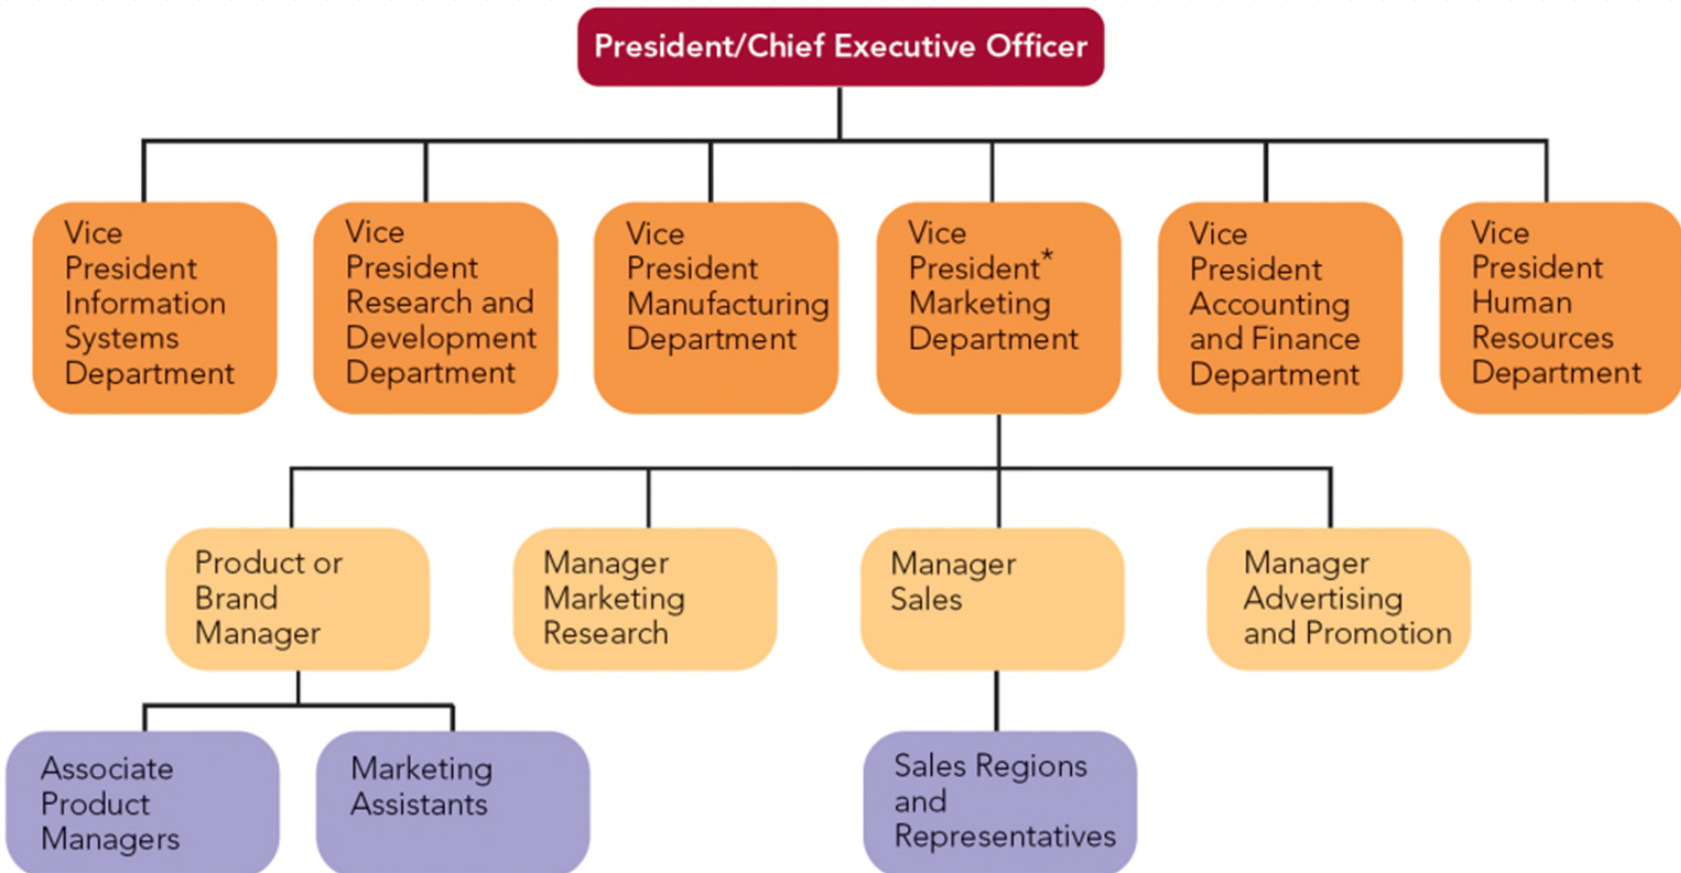 President/Chief Executive Officer
Vice
President
Information
Systems
Department
Vice
President
Research and
Development
Department
Vice
President
Manufacturing
Department
Vice
President*
Marketing
Department
Vice
President
Accounting
and Finance
Department
Vice
President
Human
Resources
Department
Product or
Brand
Manager
Manager
Marketing
Research
Manager
Sales
Manager
Advertising
and Promotion
Associate
Product
Managers
Marketing
Assistants
Sales Regions
and
Representatives